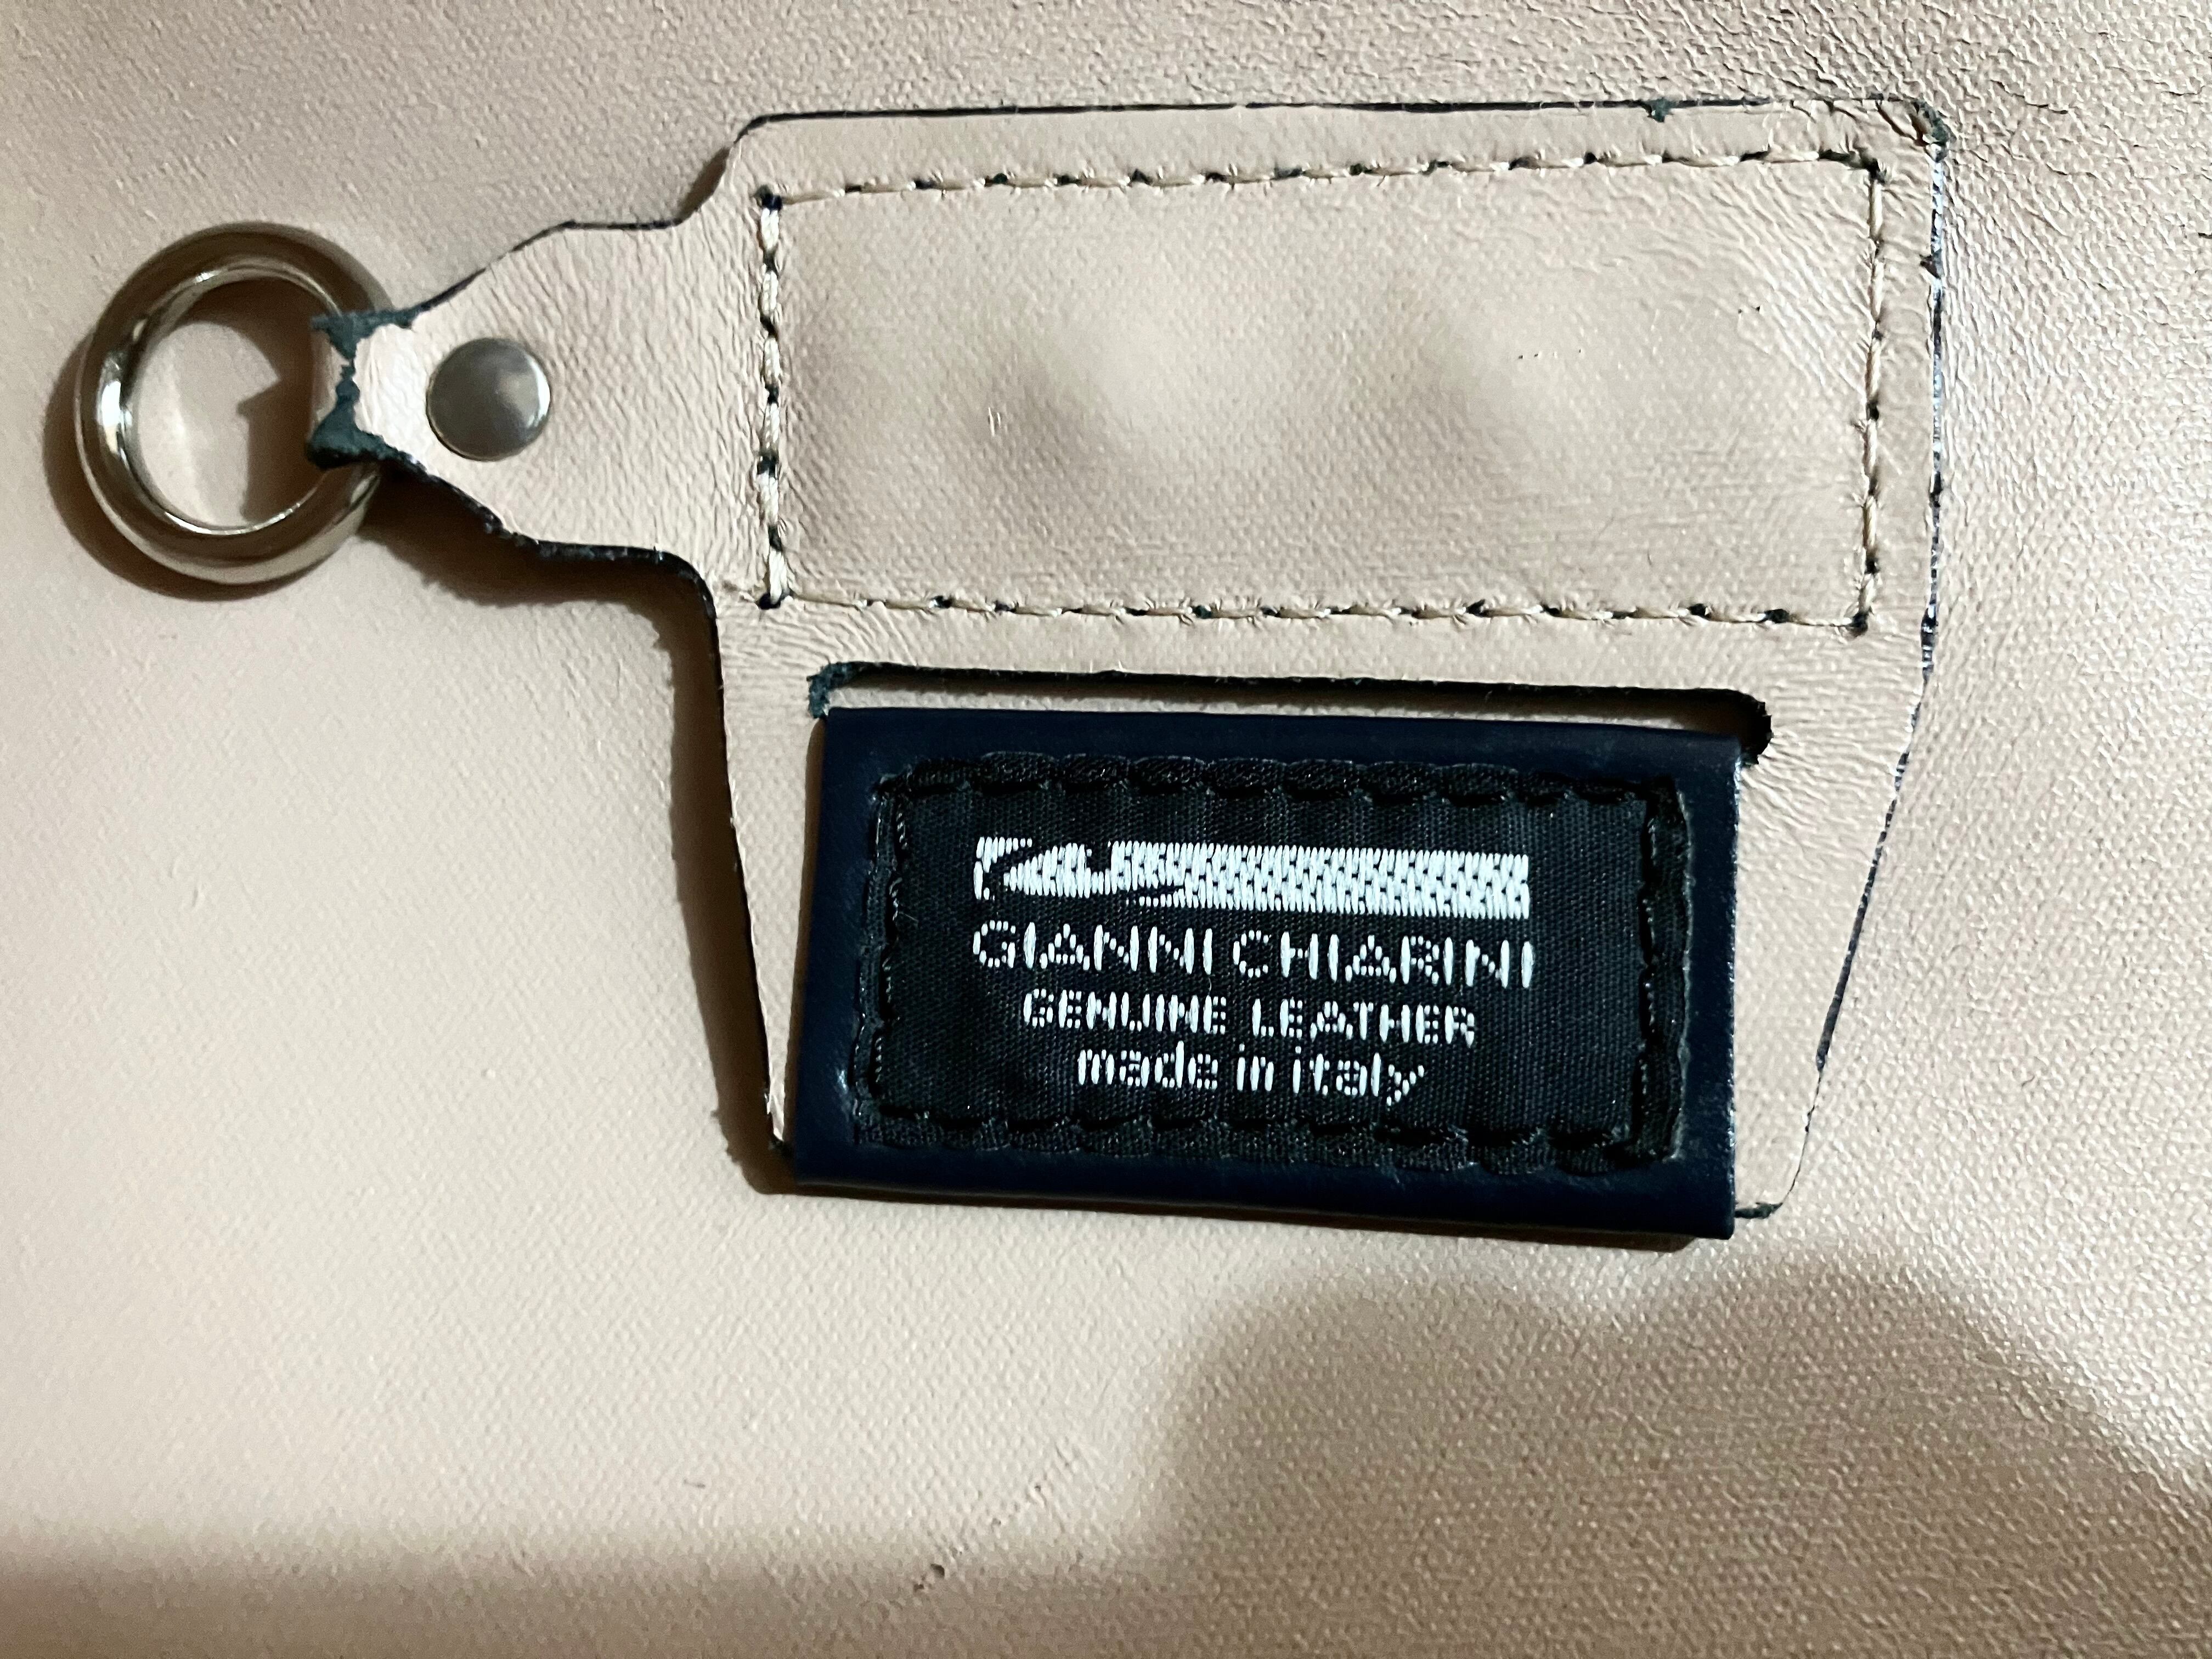 GIANNI CHIARINI
GENUINE LEATHER
made in italy